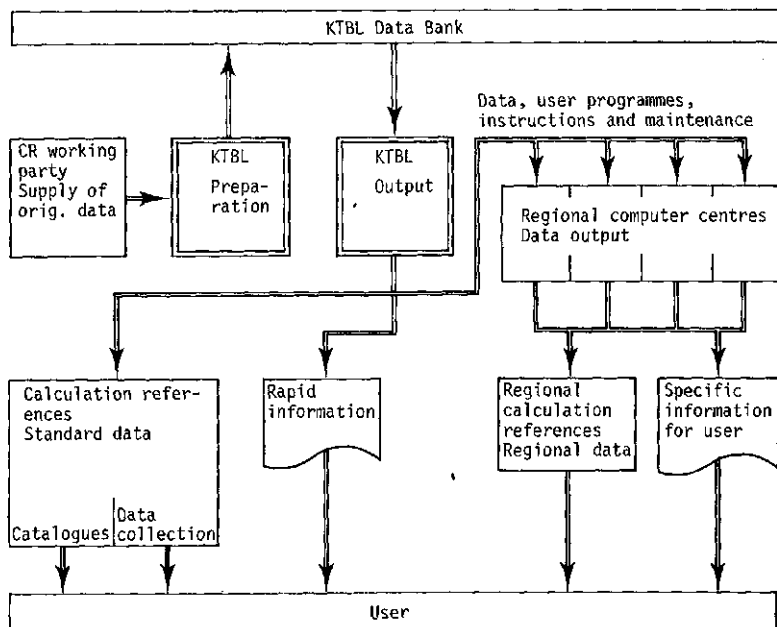 KTBL Data Bank
Data, user programmes,
instructions and maintenance
CR working
party
Supply of
orig. data
KTBL
Prepa-
ration
KTBL
Output
Regional computer centres
Data output
Calculation refer-
ences
Standard data
Catalogues
Data
collection
Rapid
information
Regional
calculation
references
Regional data
Specific
information
for user
User